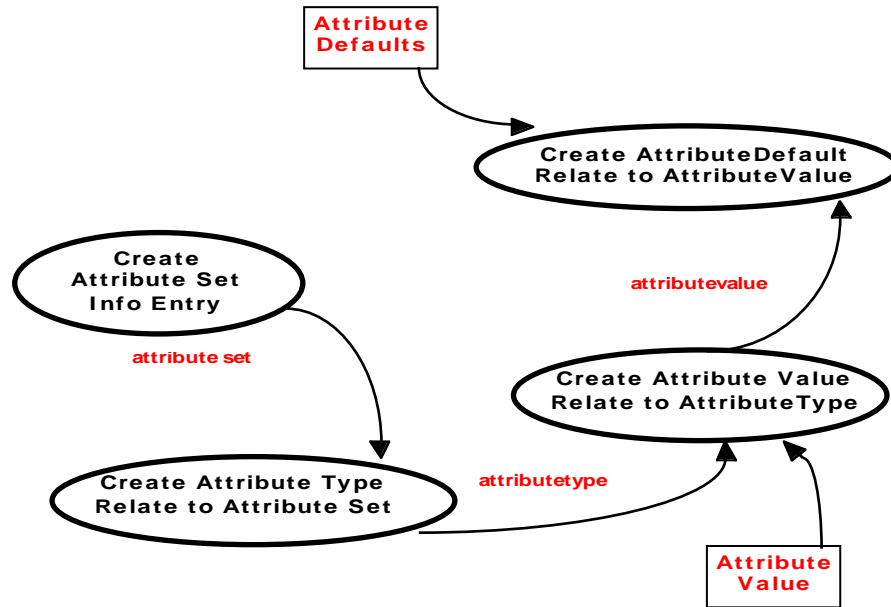 Attribute
Defaults
Create AttributeDefault
Relate to AttributeValue
Create
Attribute Set
Info Entry
attributevalue
attribute set
Create Attribute Value
Relate to AttributeType
Create Attribute Type
Relate to Attribute Set
attributetype
Attribute
Value